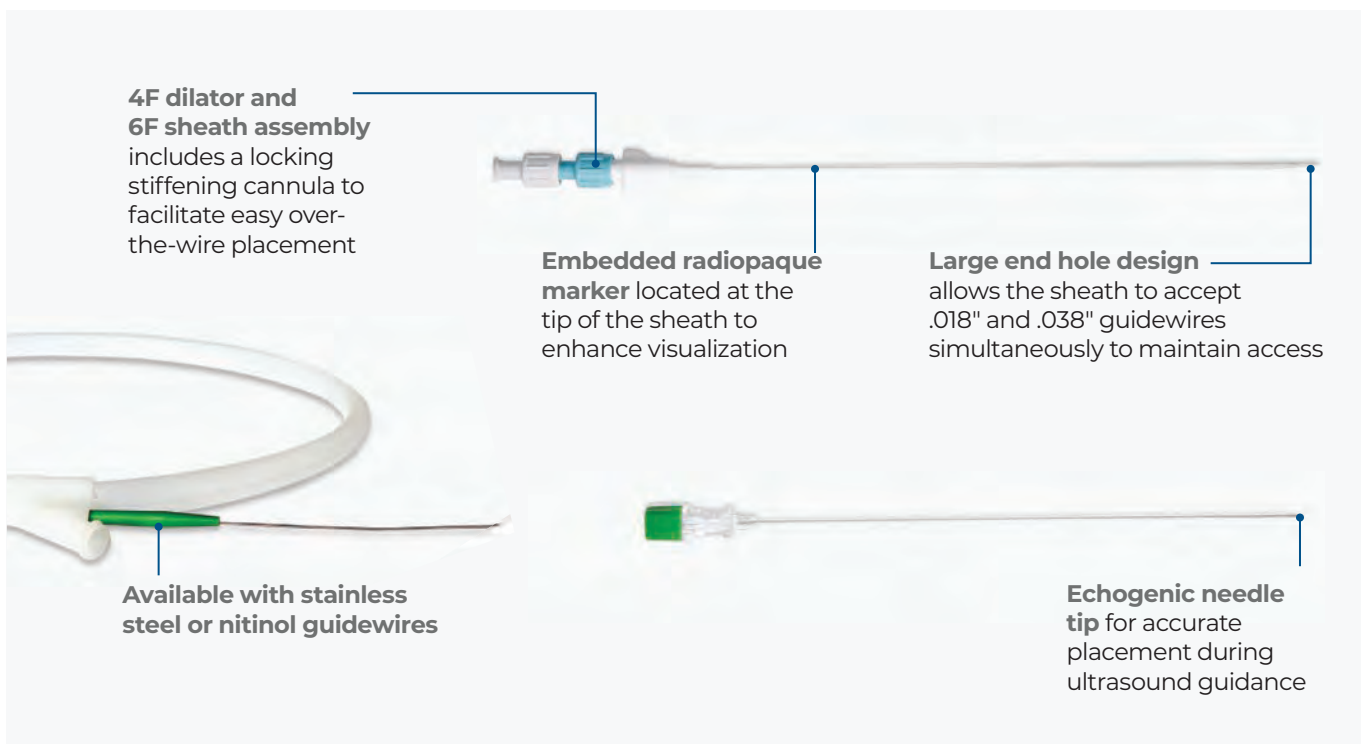 4F dilator and
6F sheath assembly
includes a locking
stiffening cannula to
facilitate easy over-
the-wire placement
Embedded radiopaque
marker located at the
tip of the sheath to
enhance visualization
Large end hole design
allows the sheath to accept
.018" and .038" guidewires
simultaneously to maintain access
Available with stainless
steel or nitinol guidewires
Echogenic needle
tip for accurate
placement during
ultrasound guidance